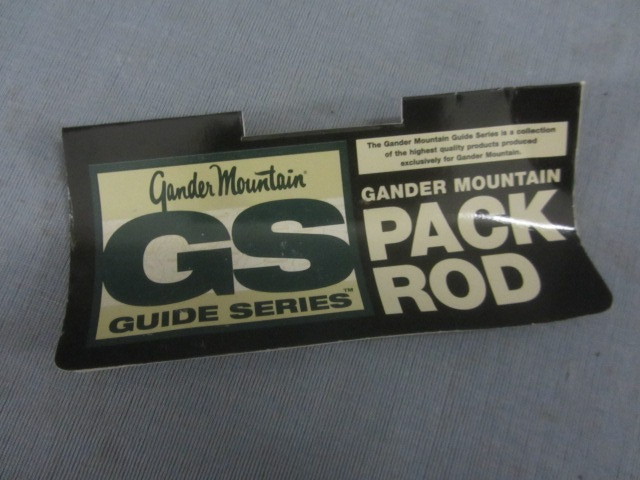 Gander Mountain
GS
GUIDE SERIES™
The Gander Mountain Guide Series is a collection
of the highest quality products produced
exclusively for Gander Mountain.
GANDER MOUNTAIN
PACK
ROD